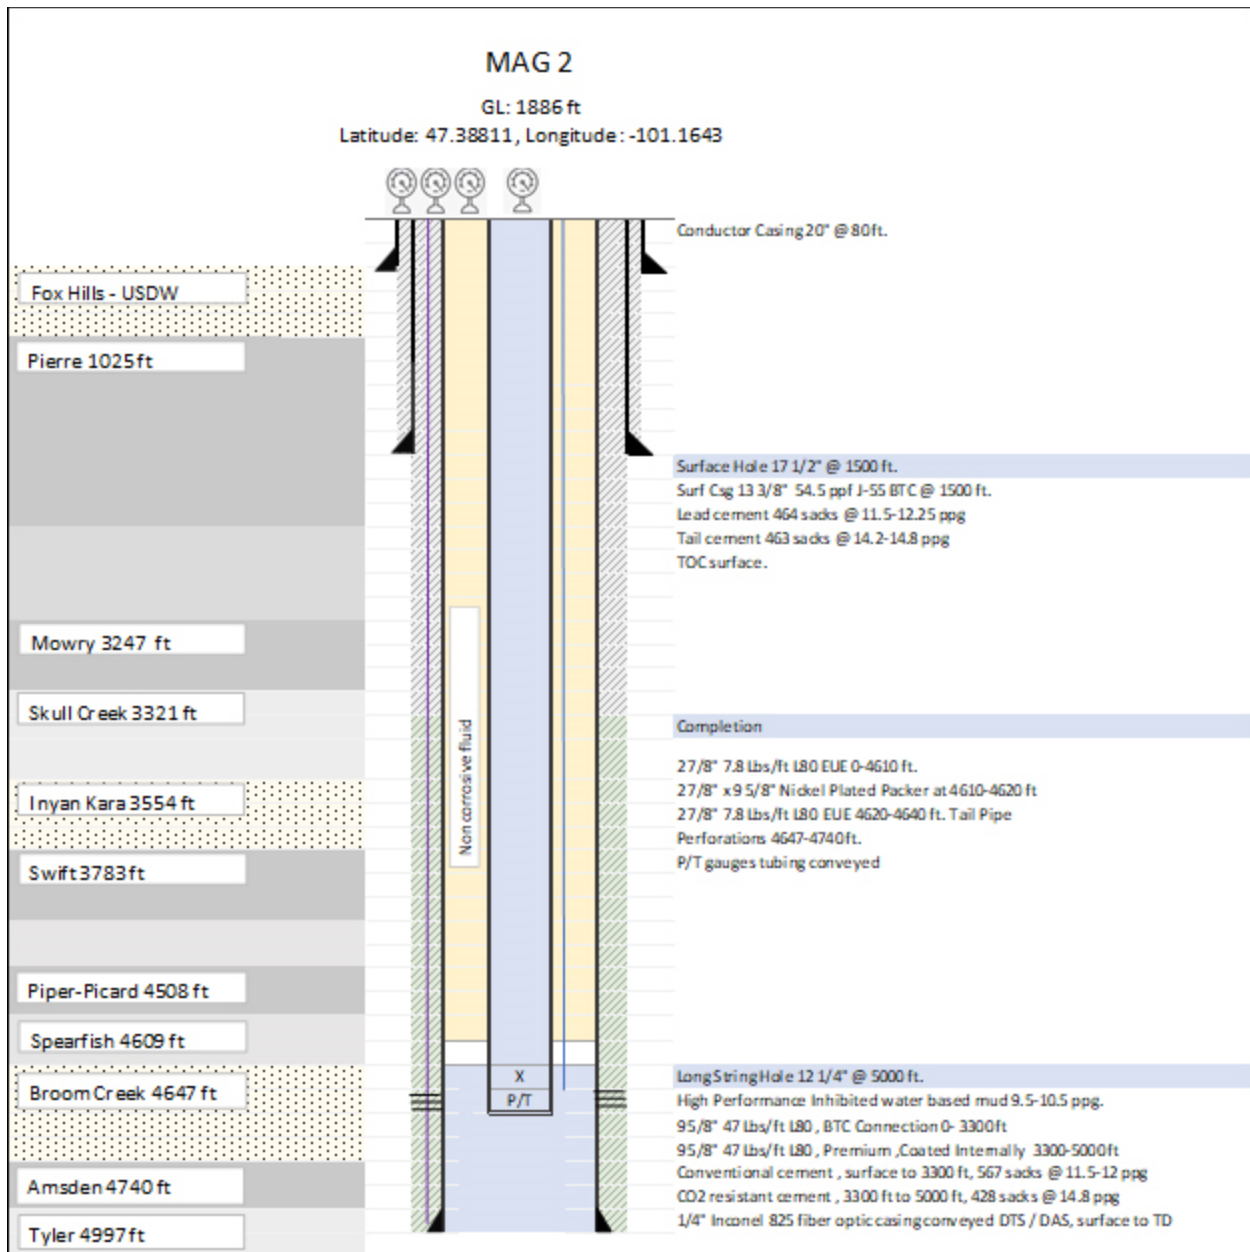 MAG 2
GL: 1886 ft
Latitude: 47.38811, Longitude: -101.1643
Conductor Casing 20" @ 80 ft.
Fox Hills - USDW
Pierre 1025 ft
Surface Hole 17 1/2" @ 1500 ft.
Surf Csg 13 3/8" 54.5 ppf J-55 BTC @ 1500 ft.
Lead cement 464 sacks @ 11.5-12.25 ppg
Tail cement 463 sacks @ 14.2-14.8 ppg
TOC surface.
Mowry 3247 ft
Skull Creek 3321 ft
Non corrosive fluid
Completion
2 7/8" 7.8 Lbs/ft L80 EUE 0-4610 ft.
2 7/8" x 9 5/8" Nickel Plated Packer at 4610-4620 ft
2 7/8" 7.8 Lbs/ft L80 EUE 4620-4640 ft. Tail Pipe
Perforations 4647-4740 ft.
P/T gauges tubing conveyed
Inyan Kara 3554 ft
Swift 3783 ft
Piper-Picard 4508 ft
Spearfish 4609 ft
Broom Creek 4647 ft
X
P/T
Long String Hole 12 1/4" @ 5000 ft.
High Performance Inhibited water based mud 9.5-10.5 ppg.
9 5/8" 47 Lbs/ft L80 , BTC Connection 0- 3300 ft
9 5/8" 47 Lbs/ft L80 , Premium ,Coated Internally 3300-5000 ft
Conventional cement , surface to 3300 ft, 567 sacks @ 11.5-12 ppg
CO2 resistant cement , 3300 ft to 5000 ft, 428 sacks @ 14.8 ppg
1/4" Inconel 825 fiber optic casing conveyed DTS / DAS, surface to TD
Amsden 4740 ft
Tyler 4997 ft